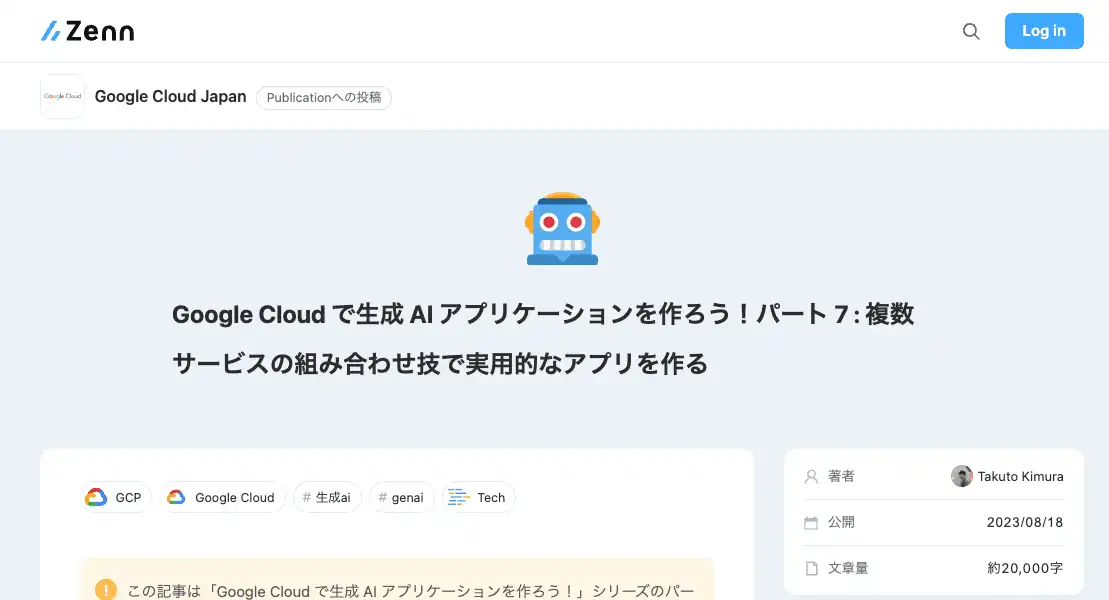 Zenn
Log in
Google Cloud
Google Cloud Japan
Publicationへの投稿
Google Cloud で生成 AI アプリケーションを作ろう！パート 7 : 複数
サービスの組み合わせ技で実用的なアプリを作る
GCP
Google Cloud
# 生成ai
# genai
Tech
著者
Takuto Kimura
公開
2023/08/18
文章量
約20,000字
この記事は「Google Cloud で生成 AI アプリケーションを作ろう！」シリーズのパー